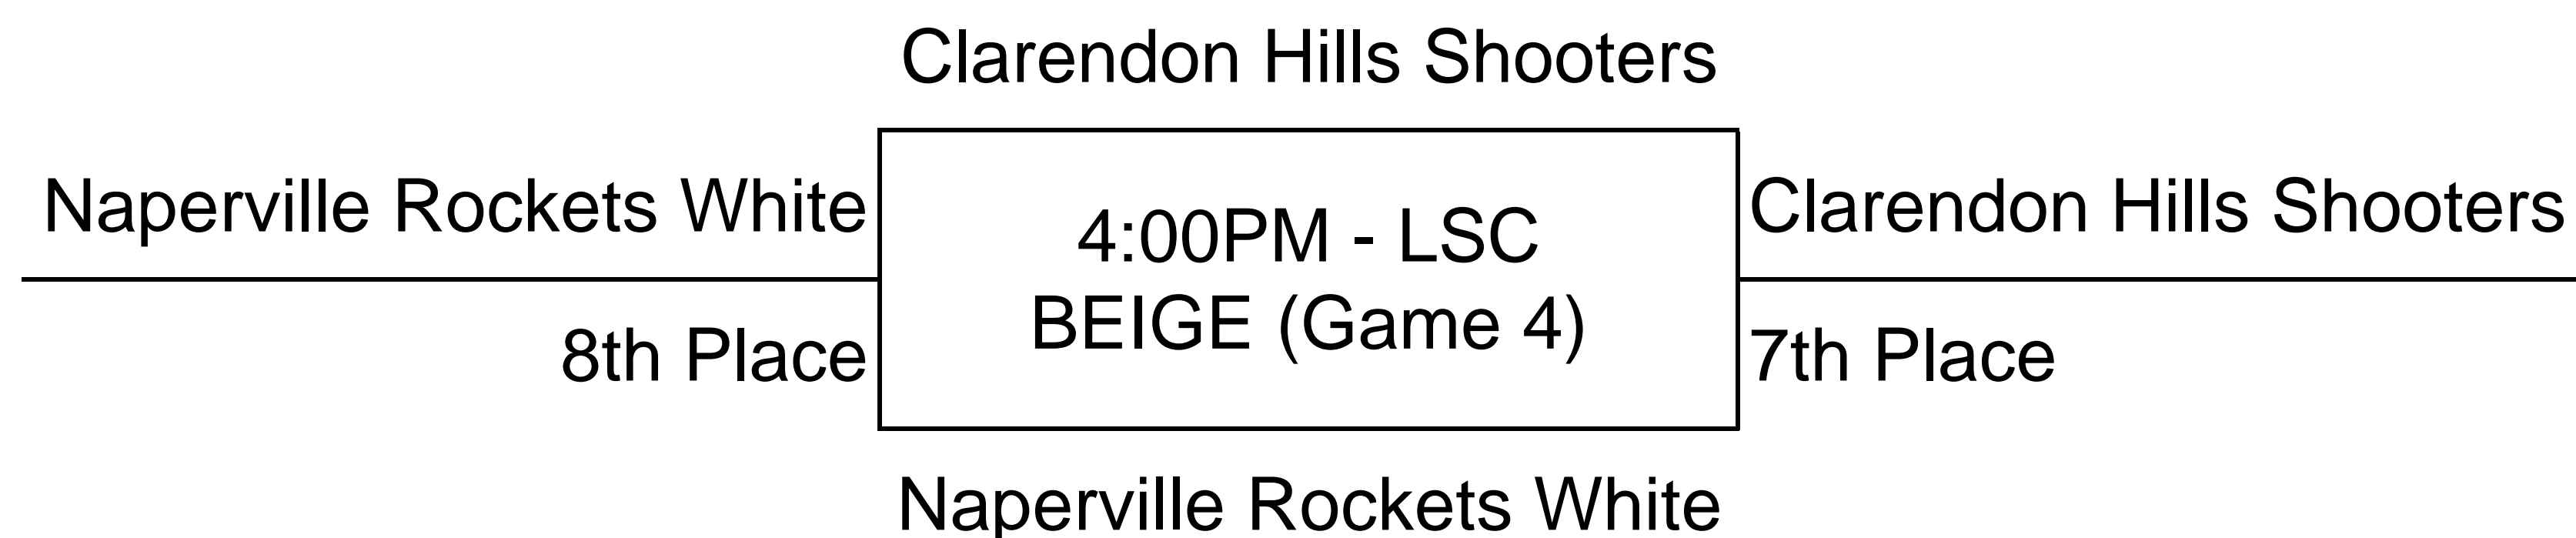 Clarendon Hills Shooters
Naperville Rockets White
Clarendon Hills Shooters
4:00PM - LSC
BEIGE (Game 4)
8th Place
7th Place
Naperville Rockets White